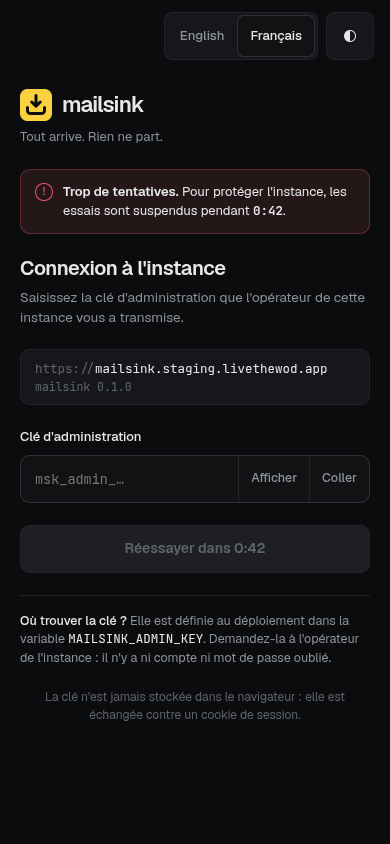 English Français
mailsink
Tout arrive. Rien ne part.
! Trop de tentatives. Pour protéger l'instance, les
essais sont suspendus pendant 0:42.
Connexion à l'instance
Saisissez la clé d'administration que l'opérateur de cette
instance vous a transmise.
https://mailsink.staging.livethewod.app
mailsink 0.1.0
Clé d'administration
msk_admin_… Afficher Coller
Réessayer dans 0:42
Où trouver la clé ? Elle est définie au déploiement dans la
variable MAILSINK_ADMIN_KEY. Demandez-la à l'opérateur
de l'instance : il n'y a ni compte ni mot de passe oublié.
La clé n'est jamais stockée dans le navigateur : elle est
échangée contre un cookie de session.